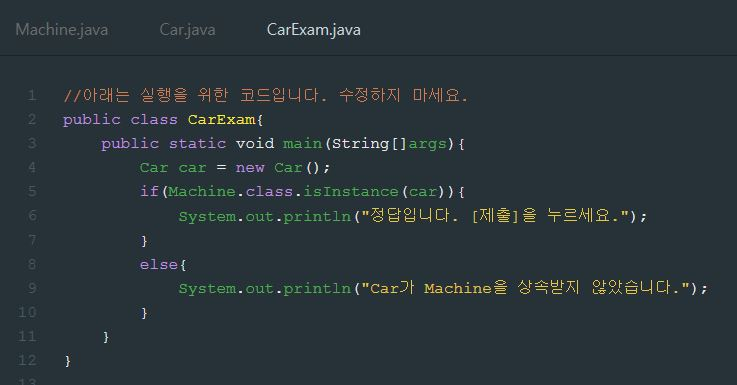 Machine.java Car.java CarExam.java
1 //아래는 실행을 위한 코드입니다. 수정하지 마세요.
2 public class CarExam{
3     public static void main(String[]args){
4         Car car = new Car();
5         if(Machine.class.isInstance(car)){
6             System.out.println("정답입니다. [제출]을 누르세요.");
7         }
8         else{
9             System.out.println("Car가 Machine을 상속받지 않았습니다.");
10         }
11     }
12 }
13